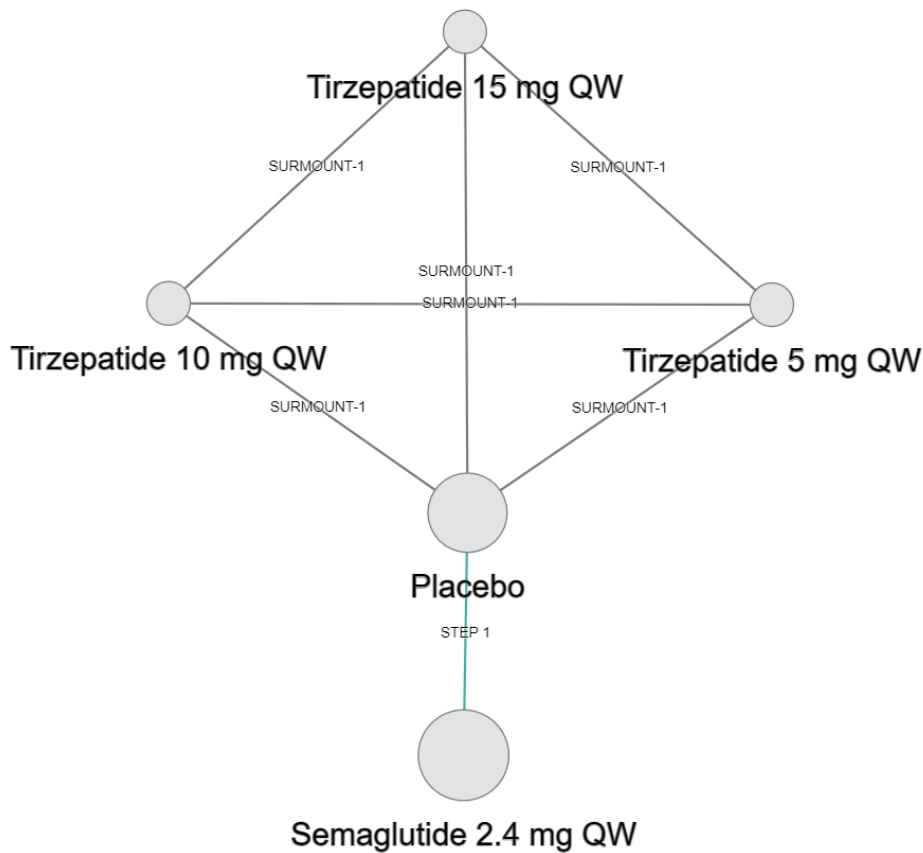 Tirzepatide 15 mg QW
SURMOUNT-1
SURMOUNT-1
SURMOUNT-1
SURMOUNT-1
Tirzepatide 10 mg QW
Tirzepatide 5 mg QW
SURMOUNT-1
SURMOUNT-1
Placebo
STEP 1
Semaglutide 2.4 mg QW